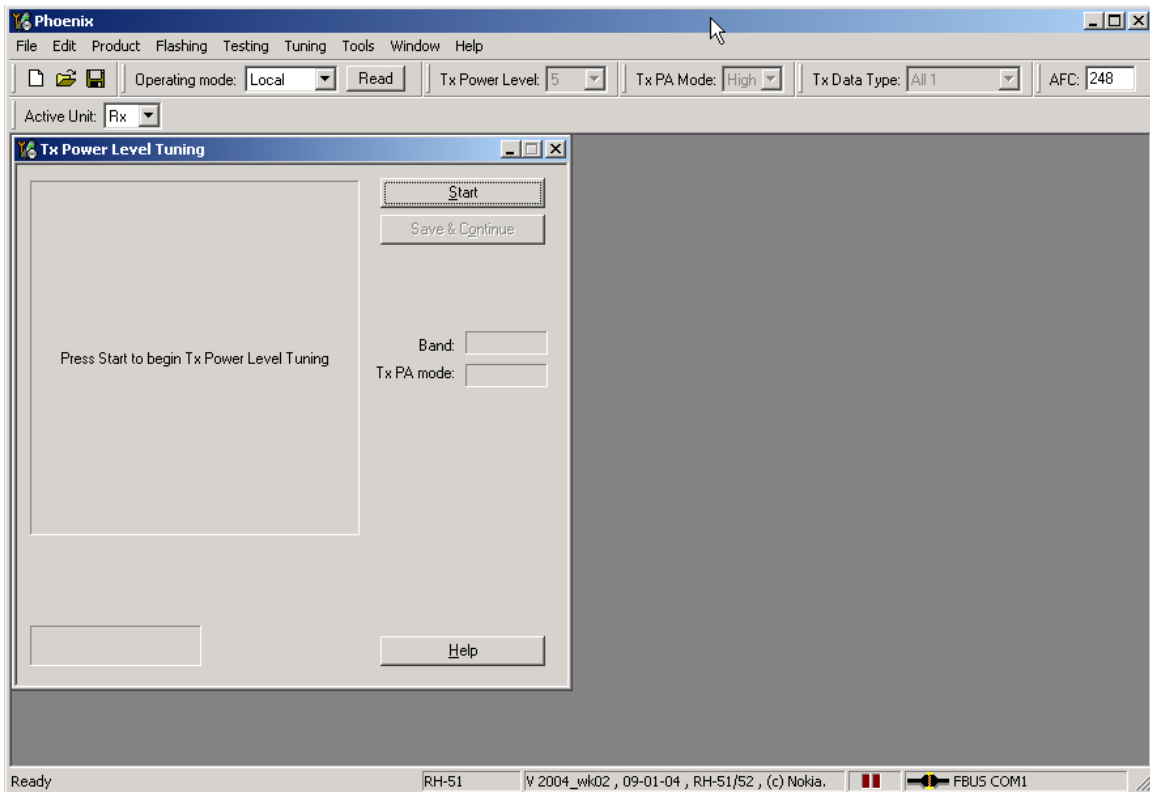 Phoenix
File Edit Product Flashing Testing Tuning Tools Window Help
Operating mode: Local Read Tx Power Level: 5 Tx PA Mode: High Tx Data Type: All 1 AFC: 248
Active Unit: Rx
Tx Power Level Tuning
Start
Save & Continue
Press Start to begin Tx Power Level Tuning
Band:
Tx PA mode:
Help
Ready RH-51 V 2004_wk02 , 09-01-04 , RH-51/52 , (c) Nokia. FBUS COM1